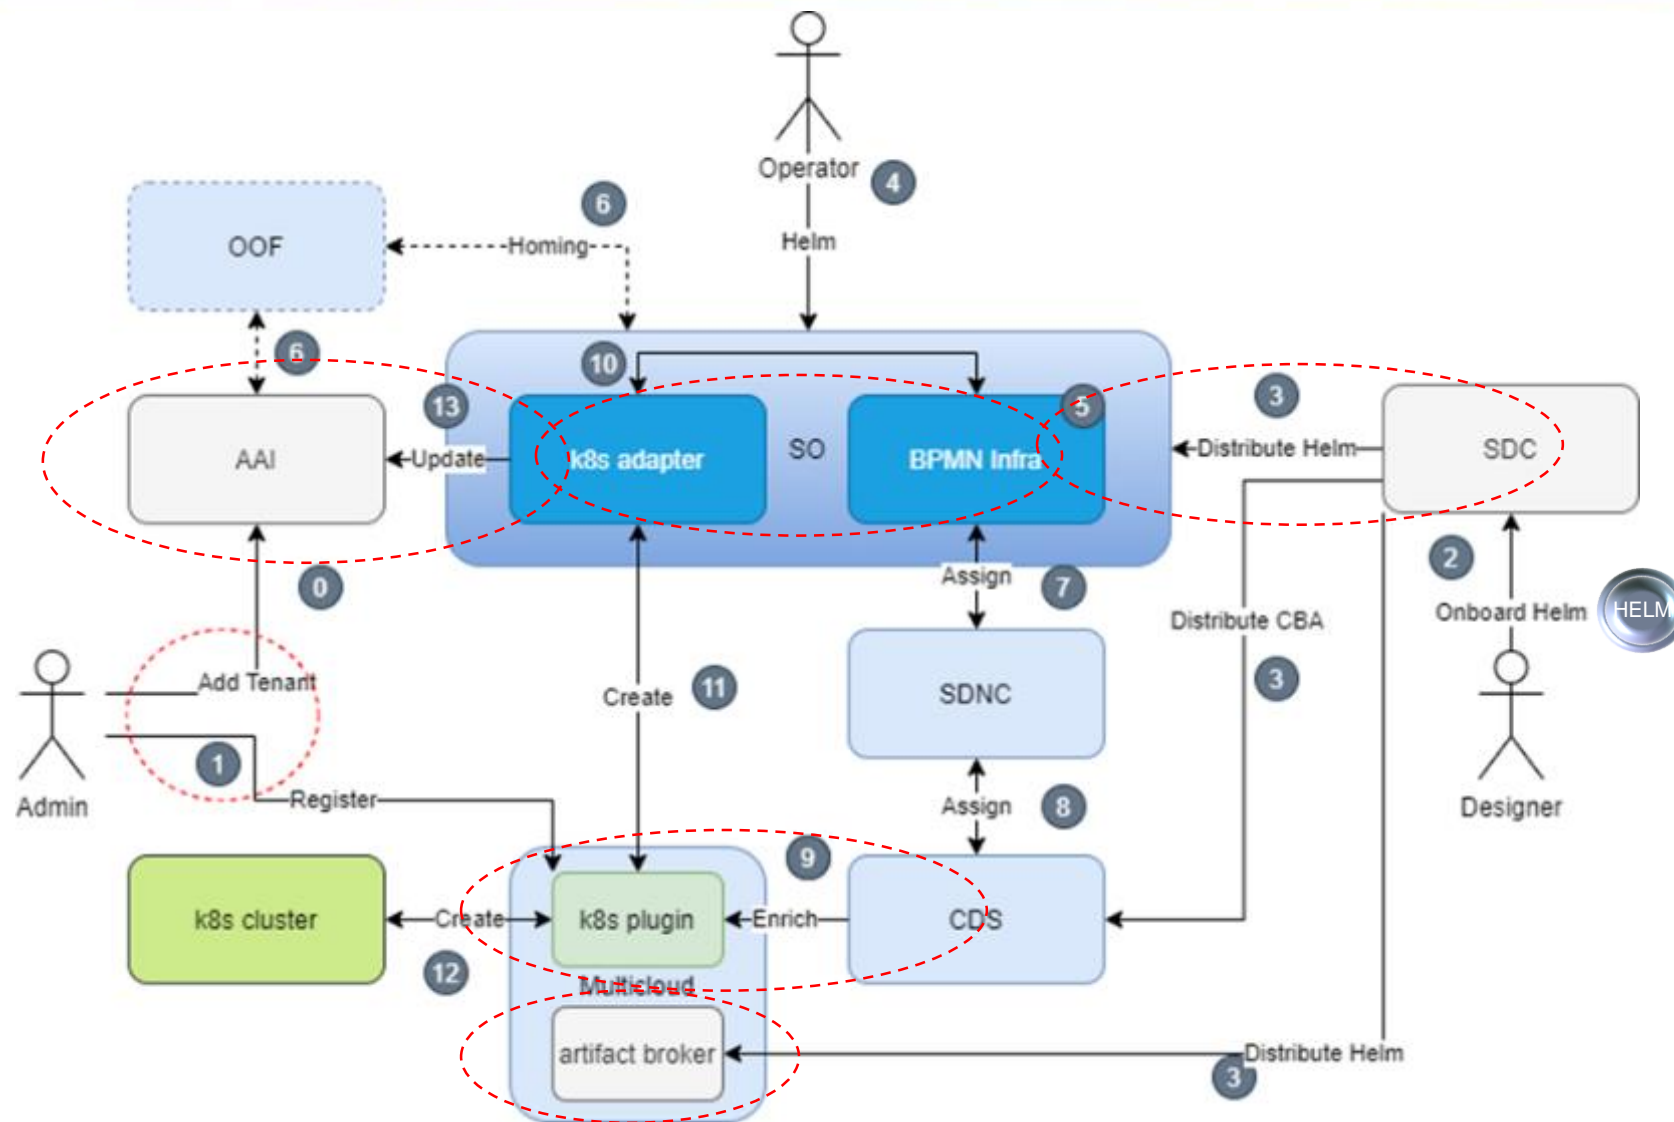 Operator
4
6
OOF
Homing
Helm
6
10
13
5
3
AAI
Update
k8s adapter
SO
BPMN Infra
Distribute Helm
SDC
0
Assign
7
2
Distribute CBA
Onboard Helm
HELM
Add Tenant
Create
11
SDNC
3
1
Admin
Register
Assign
8
Designer
9
k8s cluster
Create
k8s plugin
Enrich
CDS
12
Multicloud
artifact broker
Distribute Helm
3